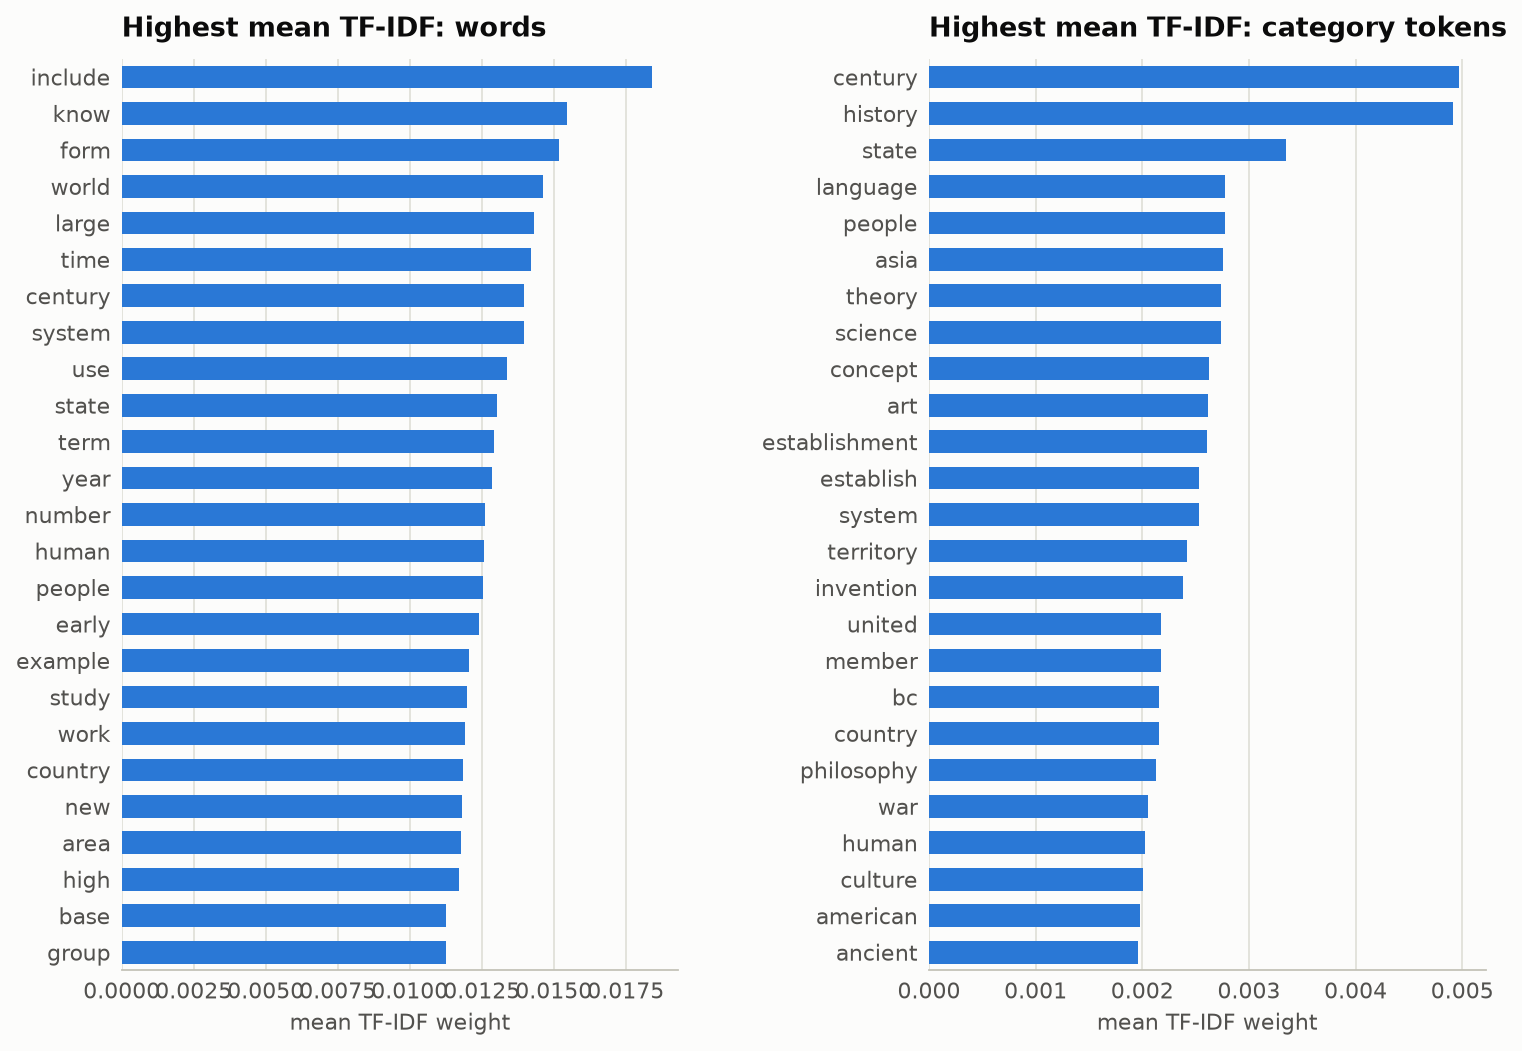 Highest mean TF-IDF: words
include
know
form
world
large
time
century
system
use
state
term
year
number
human
people
early
example
study
work
country
new
area
high
base
group
0.0000 0.0025 0.0050 0.0075 0.0100 0.0125 0.0150 0.0175
mean TF-IDF weight
Highest mean TF-IDF: category tokens
century
history
state
language
people
asia
theory
science
concept
art
establishment
establish
system
territory
invention
united
member
bc
country
philosophy
war
human
culture
american
ancient
0.000 0.001 0.002 0.003 0.004 0.005
mean TF-IDF weight